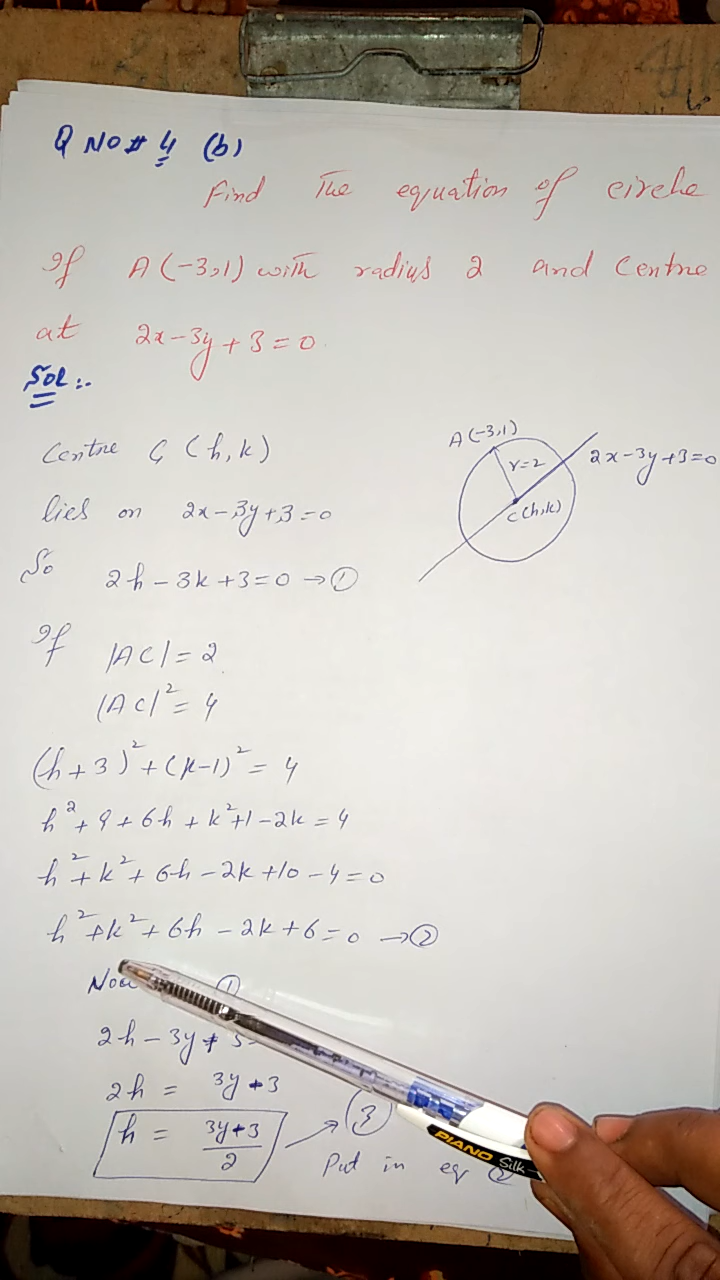 Q No # 4 (b)
Find The equation of circle
If A(-3,1) with radius 2 and Centre
at 2x-3y+3=0.
Sol:-
Centre C (h,k)
lies on 2x-3y+3=0
So 2h-3k+3=0 →①
A(-3,1)
r=2
2x-3y+3=0
C(h,k)
If |AC|=2
|AC|²=4
(h+3)²+(k-1)²=4
h²+9+6h+k²+1-2k=4
h²+k²+6h-2k+10-4=0
h²+k²+6h-2k+6=0 →②
①
2h-3y+3=
2h = 3y+3
h = 3y+3/2 → ③
Put in eq ②
PIANO Silk